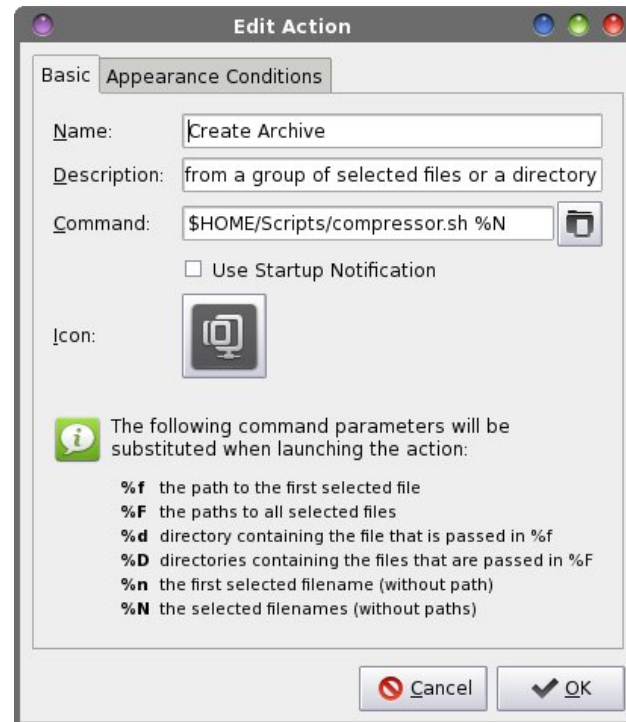 Edit Action
Basic Appearance Conditions
Name: Create Archive
Description: from a group of selected files or a directory
Command: $HOME/Scripts/compressor.sh %N
Use Startup Notification
Icon:
The following command parameters will be
substituted when launching the action:
%f the path to the first selected file
%F the paths to all selected files
%d directory containing the file that is passed in %f
%D directories containing the files that are passed in %F
%n the first selected filename (without path)
%N the selected filenames (without paths)
Cancel OK